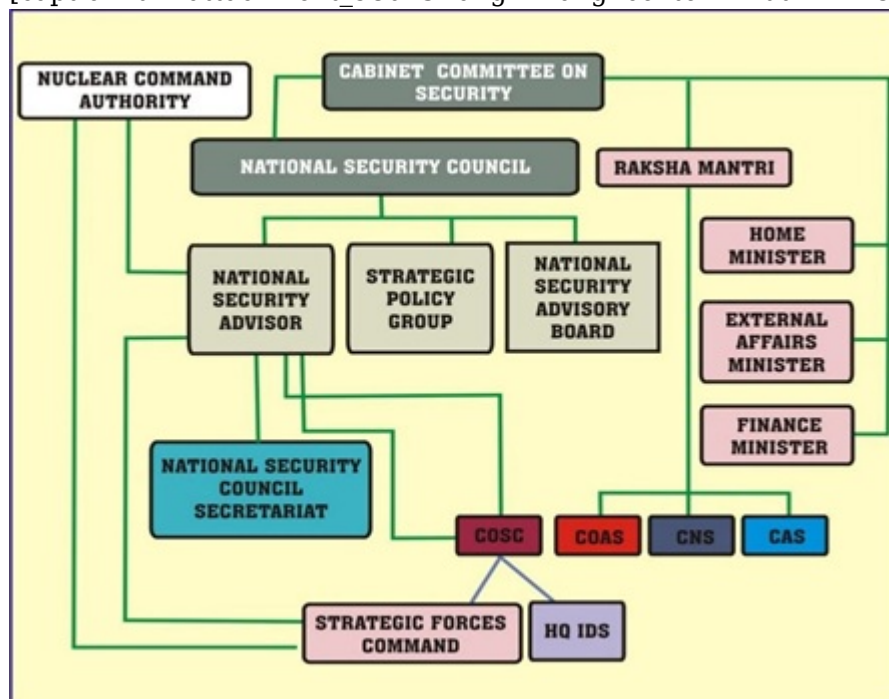 NUCLEAR COMMAND
AUTHORITY
CABINET COMMITTEE ON
SECURITY
NATIONAL SECURITY COUNCIL
RAKSHA MANTRI
HOME
MINISTER
NATIONAL
SECURITY
ADVISOR
STRATEGIC
POLICY
GROUP
NATIONAL
SECURITY
ADVISORY
BOARD
EXTERNAL
AFFAIRS
MINISTER
FINANCE
MINISTER
NATIONAL SECURITY
COUNCIL
SECRETARIAT
COSC
COAS
CNS
CAS
STRATEGIC FORCES
COMMAND
HQ IDS